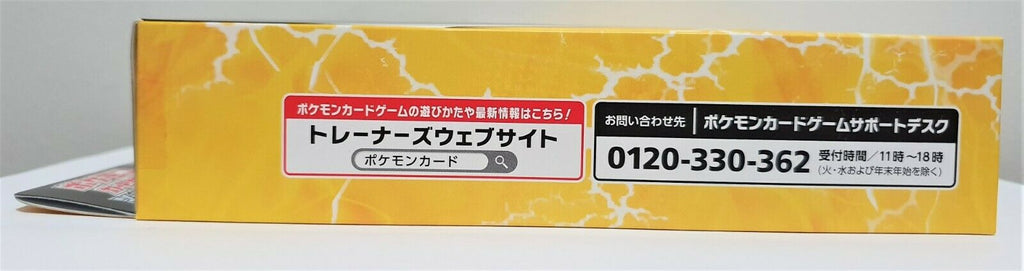 ポケモンカードゲームの遊びかたや最新情報はこちら！
トレーナーズウェブサイト
ポケモンカード
お問い合わせ先 ポケモンカードゲームサポートデスク
0120-330-362 受付時間／11時～18時
(火・水および年末年始を除く)